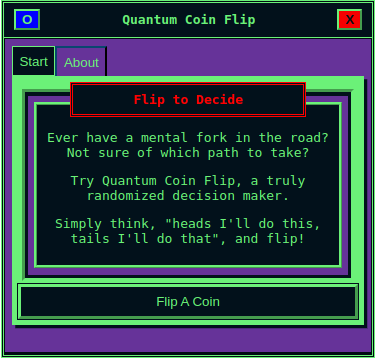 O Quantum Coin Flip X
Start About
Flip to Decide
Ever have a mental fork in the road?
Not sure of which path to take?
Try Quantum Coin Flip, a truly
randomized decision maker.
Simply think, "heads I'll do this,
tails I'll do that", and flip!
Flip A Coin